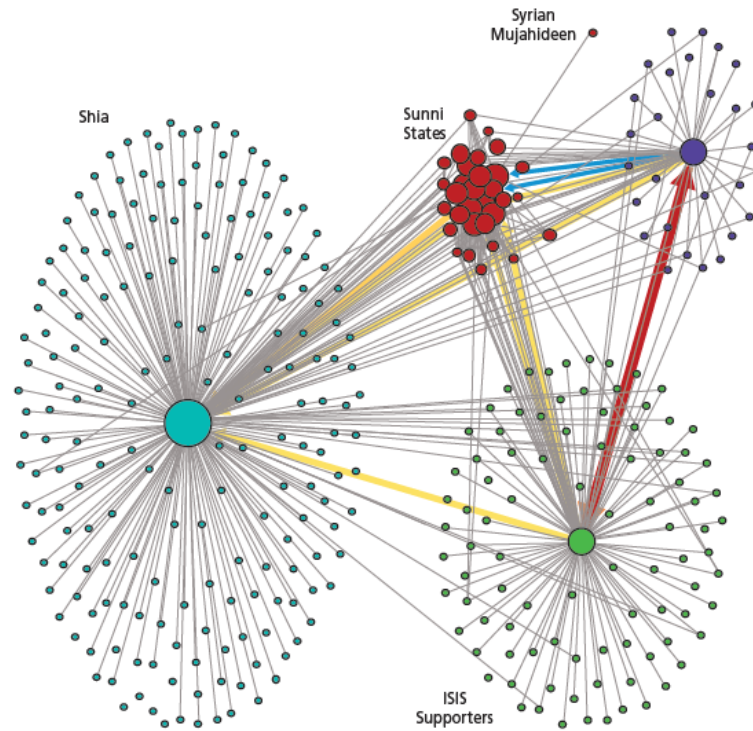 Syrian
Mujahideen
Shia
Sunni
States
ISIS
Supporters